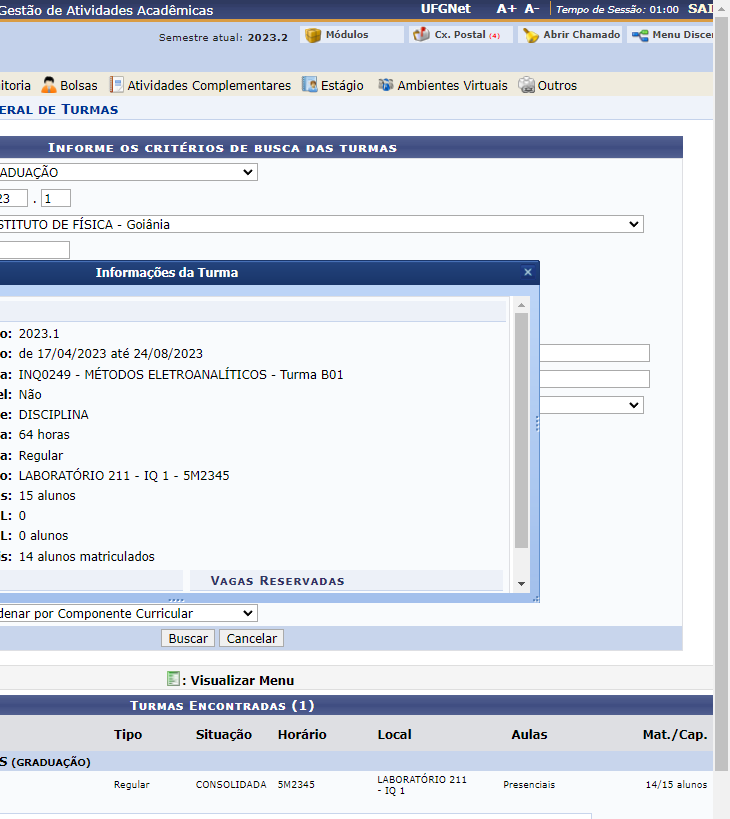 Gestão de Atividades Acadêmicas UFGNet A+ A- Tempo de Sessão: 01:00 SAI
Semestre atual: 2023.2 Módulos Cx. Postal (4) Abrir Chamado Menu Discen
itoria Bolsas Atividades Complementares Estágio Ambientes Virtuais Outros
ERAL DE TURMAS
INFORME OS CRITÉRIOS DE BUSCA DAS TURMAS
ADUAÇÃO
23 . 1
STITUTO DE FÍSICA - Goiânia
Informações da Turma ×
o: 2023.1
o: de 17/04/2023 até 24/08/2023
a: INQ0249 - MÉTODOS ELETROANALÍTICOS - Turma B01
el: Não
e: DISCIPLINA
a: 64 horas
a: Regular
o: LABORATÓRIO 211 - IQ 1 - 5M2345
s: 15 alunos
L: 0
L: 0 alunos
is: 14 alunos matriculados
VAGAS RESERVADAS
denar por Componente Curricular
Buscar Cancelar
: Visualizar Menu
TURMAS ENCONTRADAS (1)
Tipo Situação Horário Local Aulas Mat./Cap.
S (GRADUAÇÃO)
Regular CONSOLIDADA 5M2345 LABORATÓRIO 211 - IQ 1 Presenciais 14/15 alunos